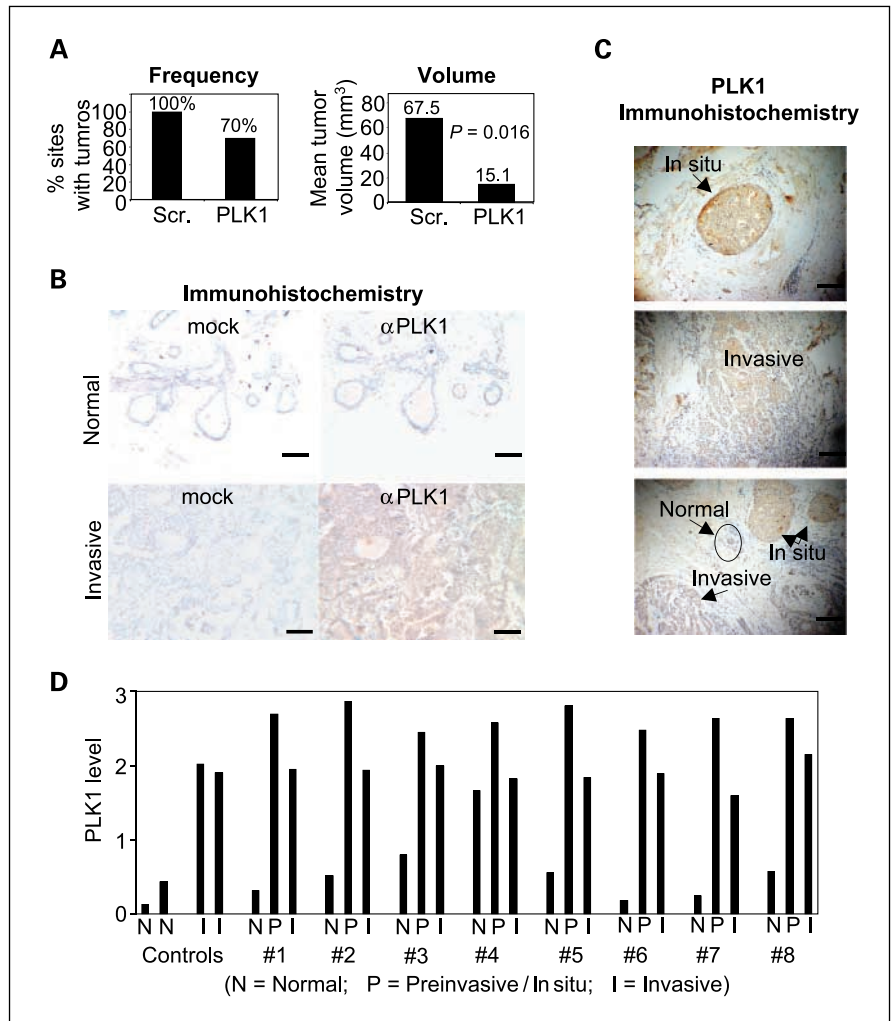 A
Frequency
% sites
with tumros
100
80
60
40
20
0
100%
70%
Scr. PLK1
Volume
Mean tumor
volume (mm³)
80
60
40
20
0
67.5
P = 0.016
15.1
Scr. PLK1
B
Immunohistochemistry
mock αPLK1
Normal
mock αPLK1
Invasive
C
PLK1
Immunohistochemistry
In situ
Invasive
Normal
In situ
Invasive
D
PLK1 level
3
2
1
0
N N I I N P I N P I N P I N P I N P I N P I N P I N P I
Controls #1 #2 #3 #4 #5 #6 #7 #8
(N = Normal; P = Preinvasive / In situ; I = Invasive)